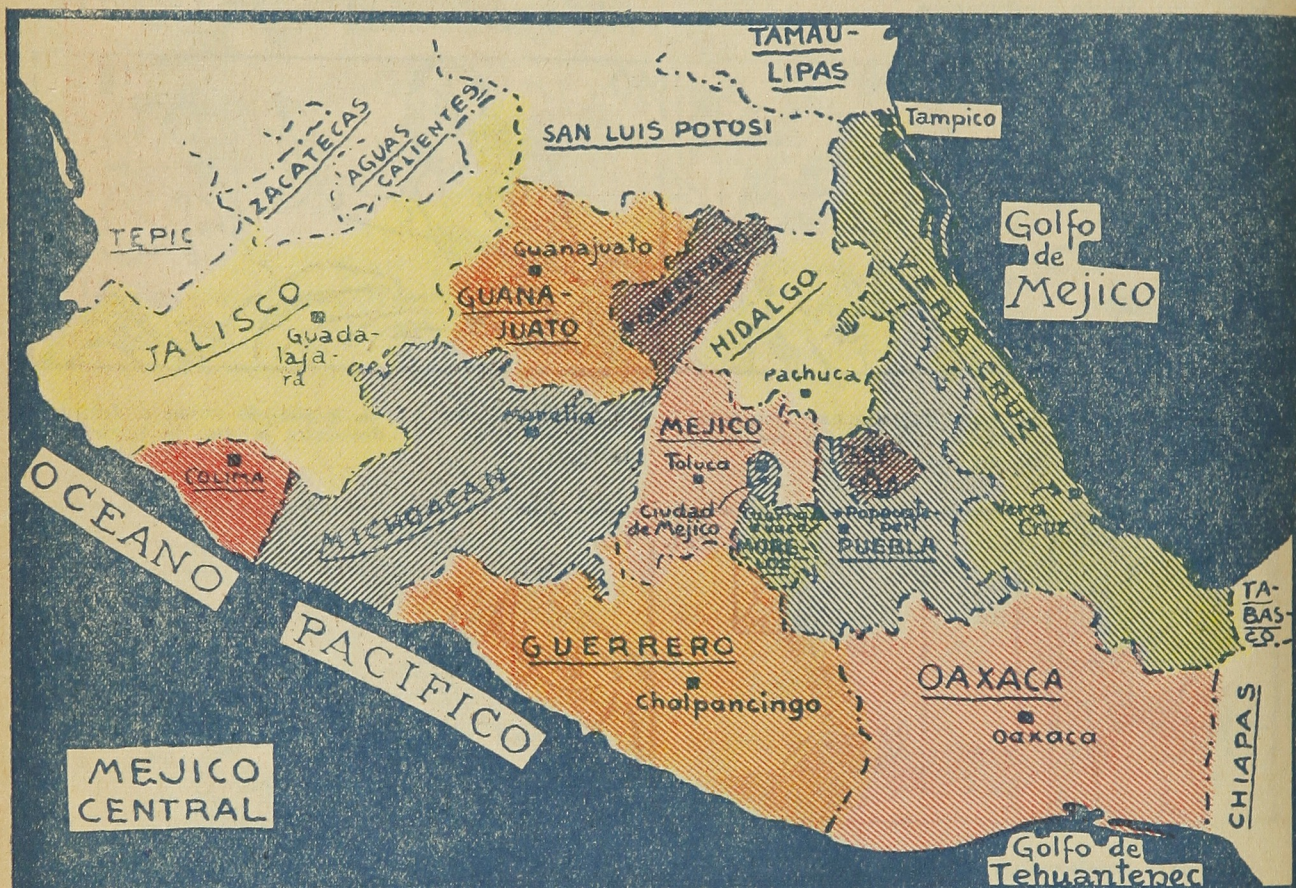 TAMAU-
LIPAS
Tampico
SAN LUIS POTOSI
ZACATECAS
AGUAS
CALIENTES
TEPIC
Golfo
de
Mejico
JALISCO
Guada-
laja-
ra
Guanajuato
GUANA-
JUATO
QUERETARO
HIDALGO
Pachuca
VERA CRUZ
Morelia
MEJICO
Toluca
Ciudad
de Mejico
COLIMA
MICHOACAN
MORE-
LOS
Popocate-
petl
PUEBLA
Vera
Cruz
OCEANO
PACIFICO
GUERRERO
Chalpancingo
OAXACA
oaxaca
TA-
BAS-
CO
CHIAPAS
MEJICO
CENTRAL
Golfo de
Tehuantepec